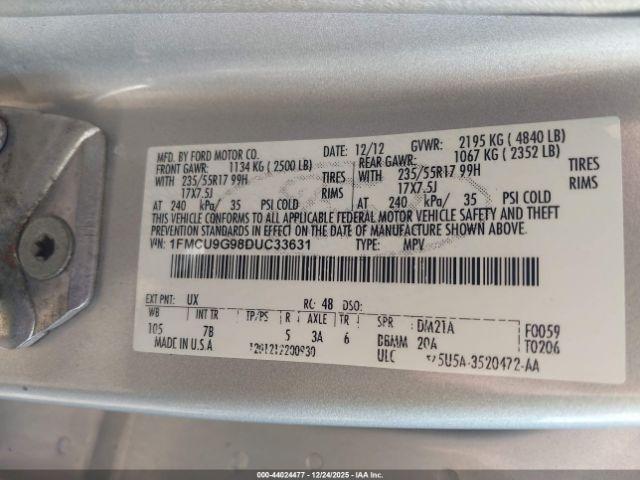 MFD. BY FORD MOTOR CO. DATE: 12/12 GVWR: 2195 KG ( 4840 LB)
FRONT GAWR: 1134 KG ( 2500 LB) REAR GAWR: 1067 KG ( 2352 LB)
WITH 235/55R17 99H TIRES WITH 235/55R17 99H TIRES
17X7.5J RIMS 17X7.5J RIMS
AT 240 kPa/ 35 PSI COLD AT 240 kPa/ 35 PSI COLD
THIS VEHICLE CONFORMS TO ALL APPLICABLE FEDERAL MOTOR VEHICLE SAFETY AND THEFT
PREVENTION STANDARDS IN EFFECT ON THE DATE OF MANUFACTURE SHOWN ABOVE.
VIN: 1FMCU9G98DUC33631 TYPE: MPV
EXT PNT: UX RC: 48 DSO:
WB INT TR TP/PS R AXLE TR SPR DM21A F0059
105 7B 5 3A 6 20A T0206
MADE IN U.S.A. ULC 5U5A-3520472-AA
000-44024477 - 12/24/2025 - IAA, Inc.